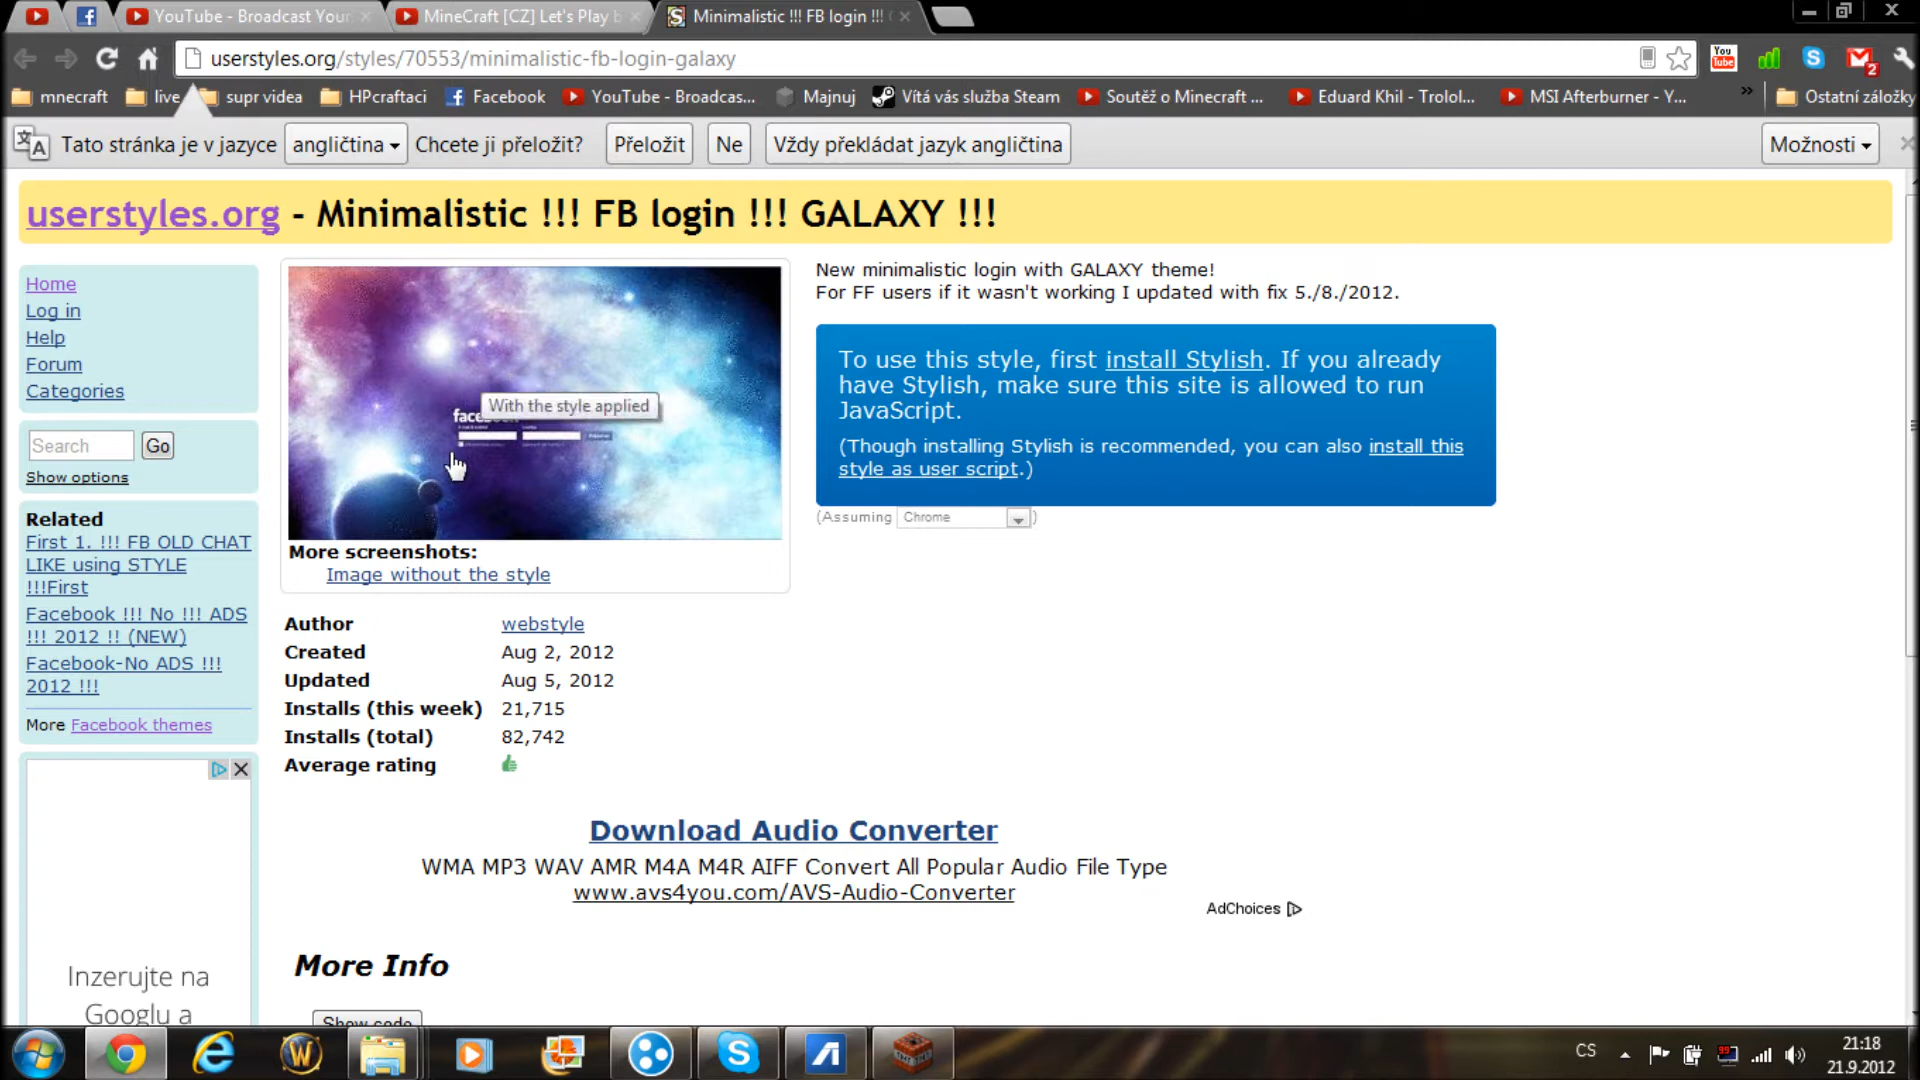 YouTube - Broadcast Your
MineCraft [CZ] Let's Play
Minimalistic !!! FB login !!!
userstyles.org/styles/70553/minimalistic-fb-login-galaxy
You
Tube
2
mnecraft
live
supr videa
HPcraftaci
Facebook
YouTube - Broadcas...
Majnuj
Vítá vás služba Steam
Soutěž o Minecraft ...
Eduard Khil - Trolol...
MSI Afterburner - Y...
»
Ostatní záložky
Tato stránka je v jazyce
angličtina
Chcete ji přeložit?
Přeložit
Ne
Vždy překládat jazyk angličtina
Možnosti
userstyles.org - Minimalistic !!! FB login !!! GALAXY !!!
Home
Log in
Help
Forum
Categories
Search
Go
Show options
Related
First 1. !!! FB OLD CHAT
LIKE using STYLE
!!!First
Facebook !!! No !!! ADS
!!! 2012 !! (NEW)
Facebook-No ADS !!!
2012 !!!
More Facebook themes
Inzerujte na
Googlu a
With the style applied
More screenshots:
Image without the style
New minimalistic login with GALAXY theme!
For FF users if it wasn't working I updated with fix 5./8./2012.
To use this style, first install Stylish. If you already
have Stylish, make sure this site is allowed to run
JavaScript.
(Though installing Stylish is recommended, you can also install this
style as user script.)
(Assuming Chrome )
Author webstyle
Created Aug 2, 2012
Updated Aug 5, 2012
Installs (this week) 21,715
Installs (total) 82,742
Average rating
Download Audio Converter
WMA MP3 WAV AMR M4A M4R AIFF Convert All Popular Audio File Type
www.avs4you.com/AVS-Audio-Converter
AdChoices
More Info
Show code
CS
21:18
21.9.2012